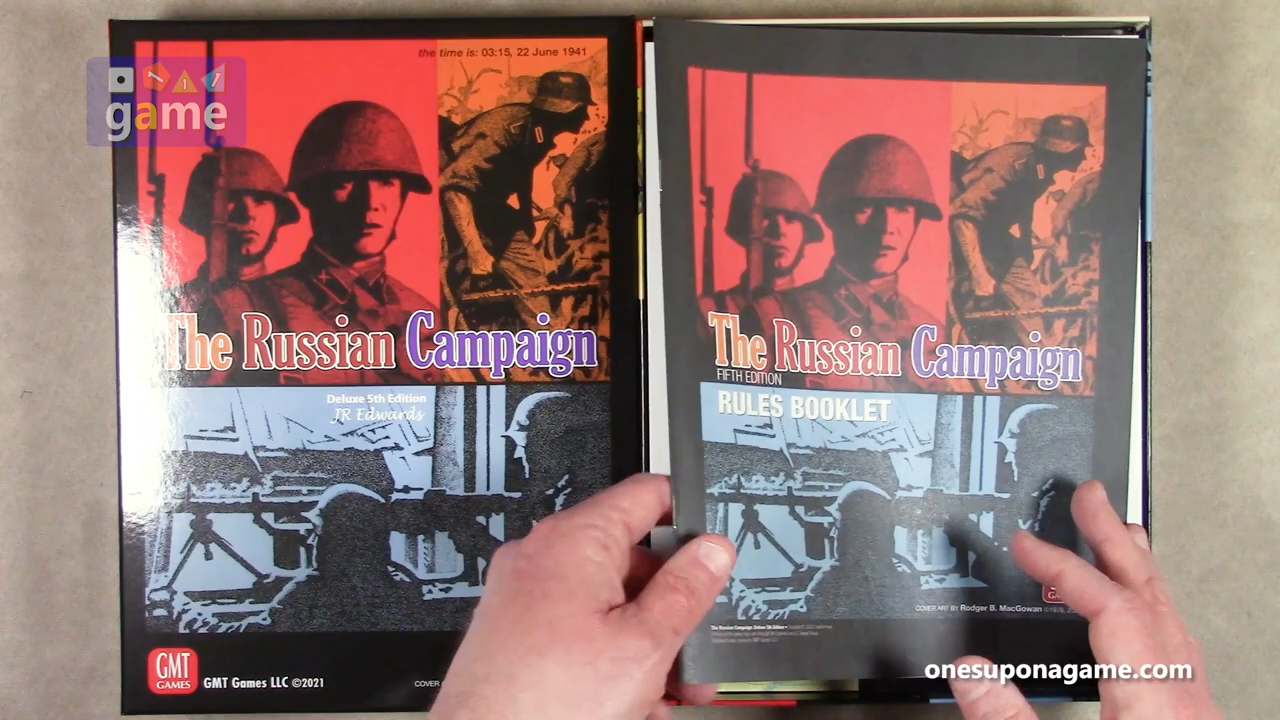 the time is: 03:15, 22 June 1941
game
The Russian Campaign
Deluxe 5th Edition
JR Edwards
GMT
GAMES
GMT Games LLC ©2021
COVER
The Russian Campaign
FIFTH EDITION
RULES BOOKLET
COVER ART BY Rodger B. MacGowan ©1976,
onesuponagame.com